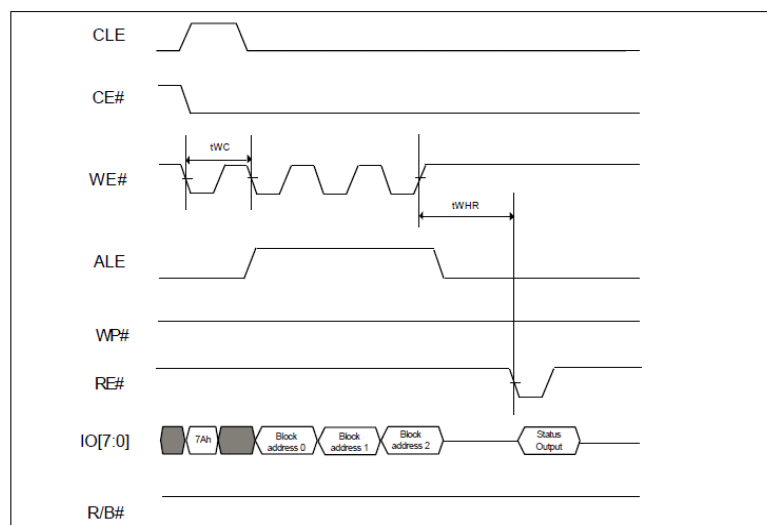 CLE
CE#
tWC
WE#
tWHR
ALE
WP#
RE#
IO[7:0]
7Ah
Block
address 0
Block
address 1
Block
address 2
Status
Output
R/B#